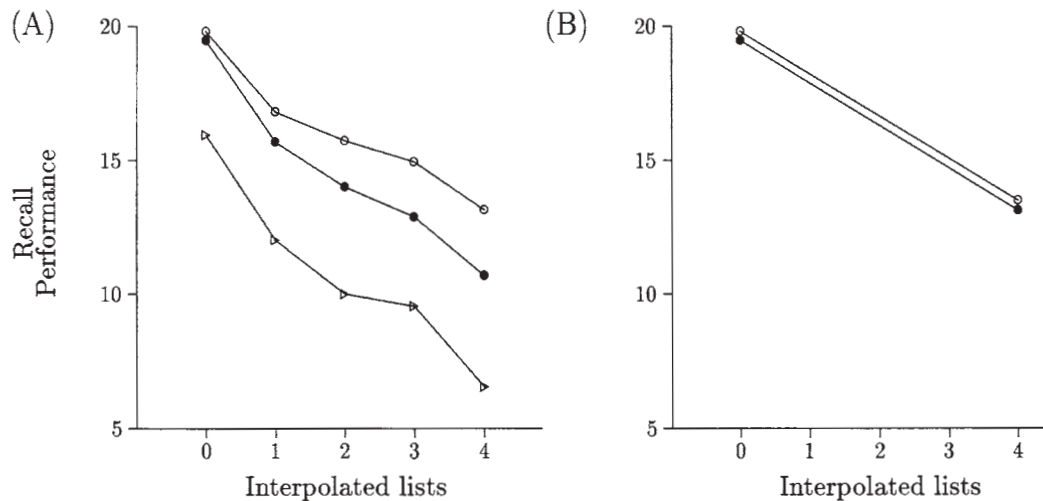 (A)
Recall
Performance
20
15
10
5
0 1 2 3 4
Interpolated lists
(B)
20
15
10
5
0 1 2 3 4
Interpolated lists